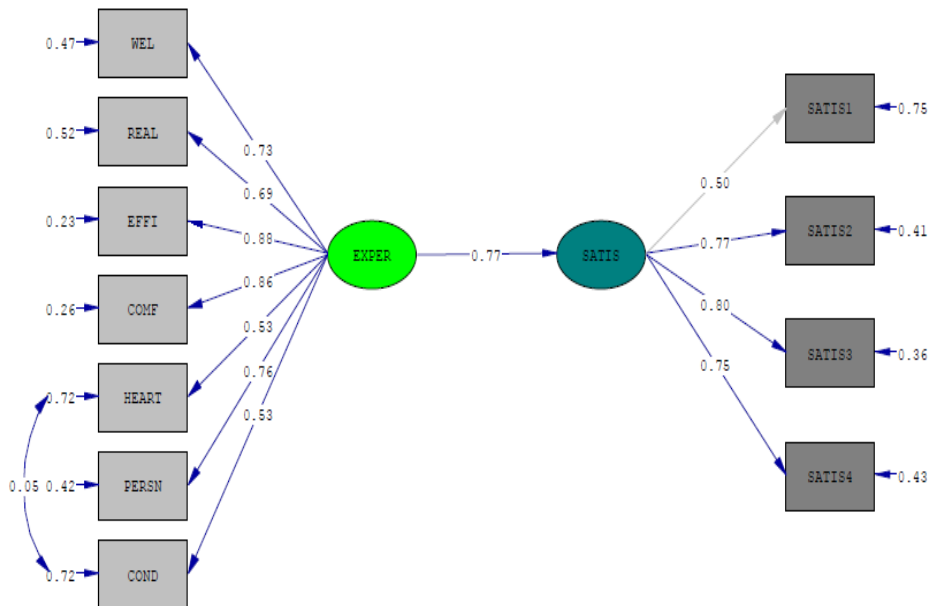 0.47
WEL
0.52
REAL
0.23
EFFI
0.26
COMF
0.72
HEART
0.05
0.42
PERSN
0.72
COND
0.73
0.69
0.88
0.86
0.53
0.76
0.53
EXPER
0.77
SATIS
0.50
0.77
0.80
0.75
SATIS1
0.75
SATIS2
0.41
SATIS3
0.36
SATIS4
0.43